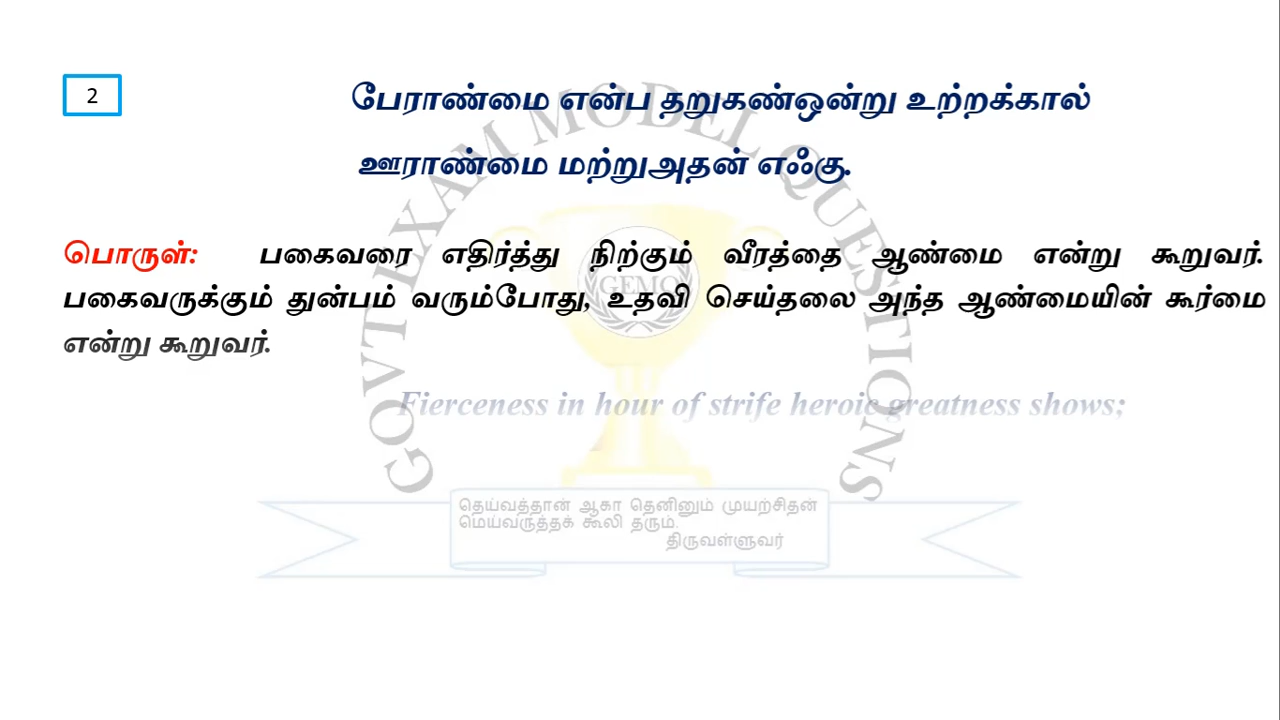 2
பேராண்மை என்ப தறுகண்ஒன்று உற்றக்கால்
ஊராண்மை மற்றுஅதன் எஃகு.
பொருள்: பகைவரை எதிர்த்து நிற்கும் வீரத்தை ஆண்மை என்று கூறுவர்.
பகைவருக்கும் துன்பம் வரும்போது, உதவி செய்தலை அந்த ஆண்மையின் கூர்மை
என்று கூறுவர்.
Fierceness in hour of strife heroic greatness shows;
GOVT EXAM MODEL QUESTIONS
GEMQ
தெய்வத்தான் ஆகா தெனினும் முயற்சிதன்
மெய்வருத்தக் கூலி தரும்.
திருவள்ளுவர்